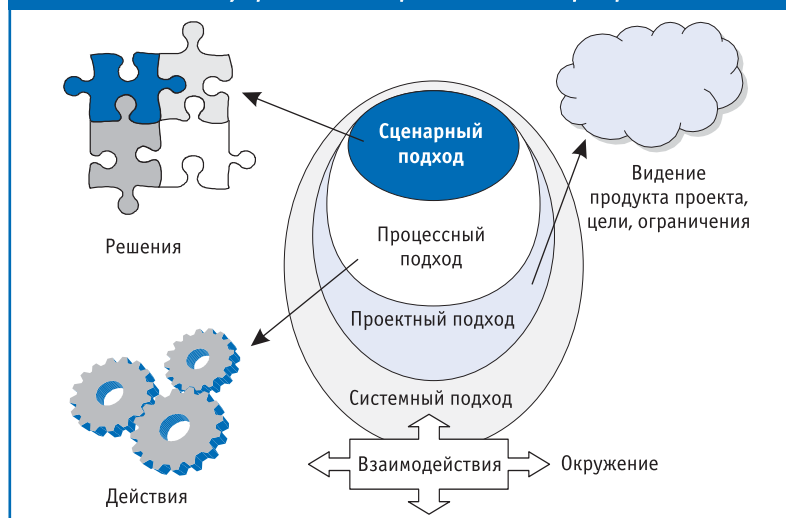 Сценарный
подход
Видение
продукта проекта,
цели, ограничения
Решения
Процессный
подход
Проектный подход
Системный подход
Взаимодействия
Окружение
Действия